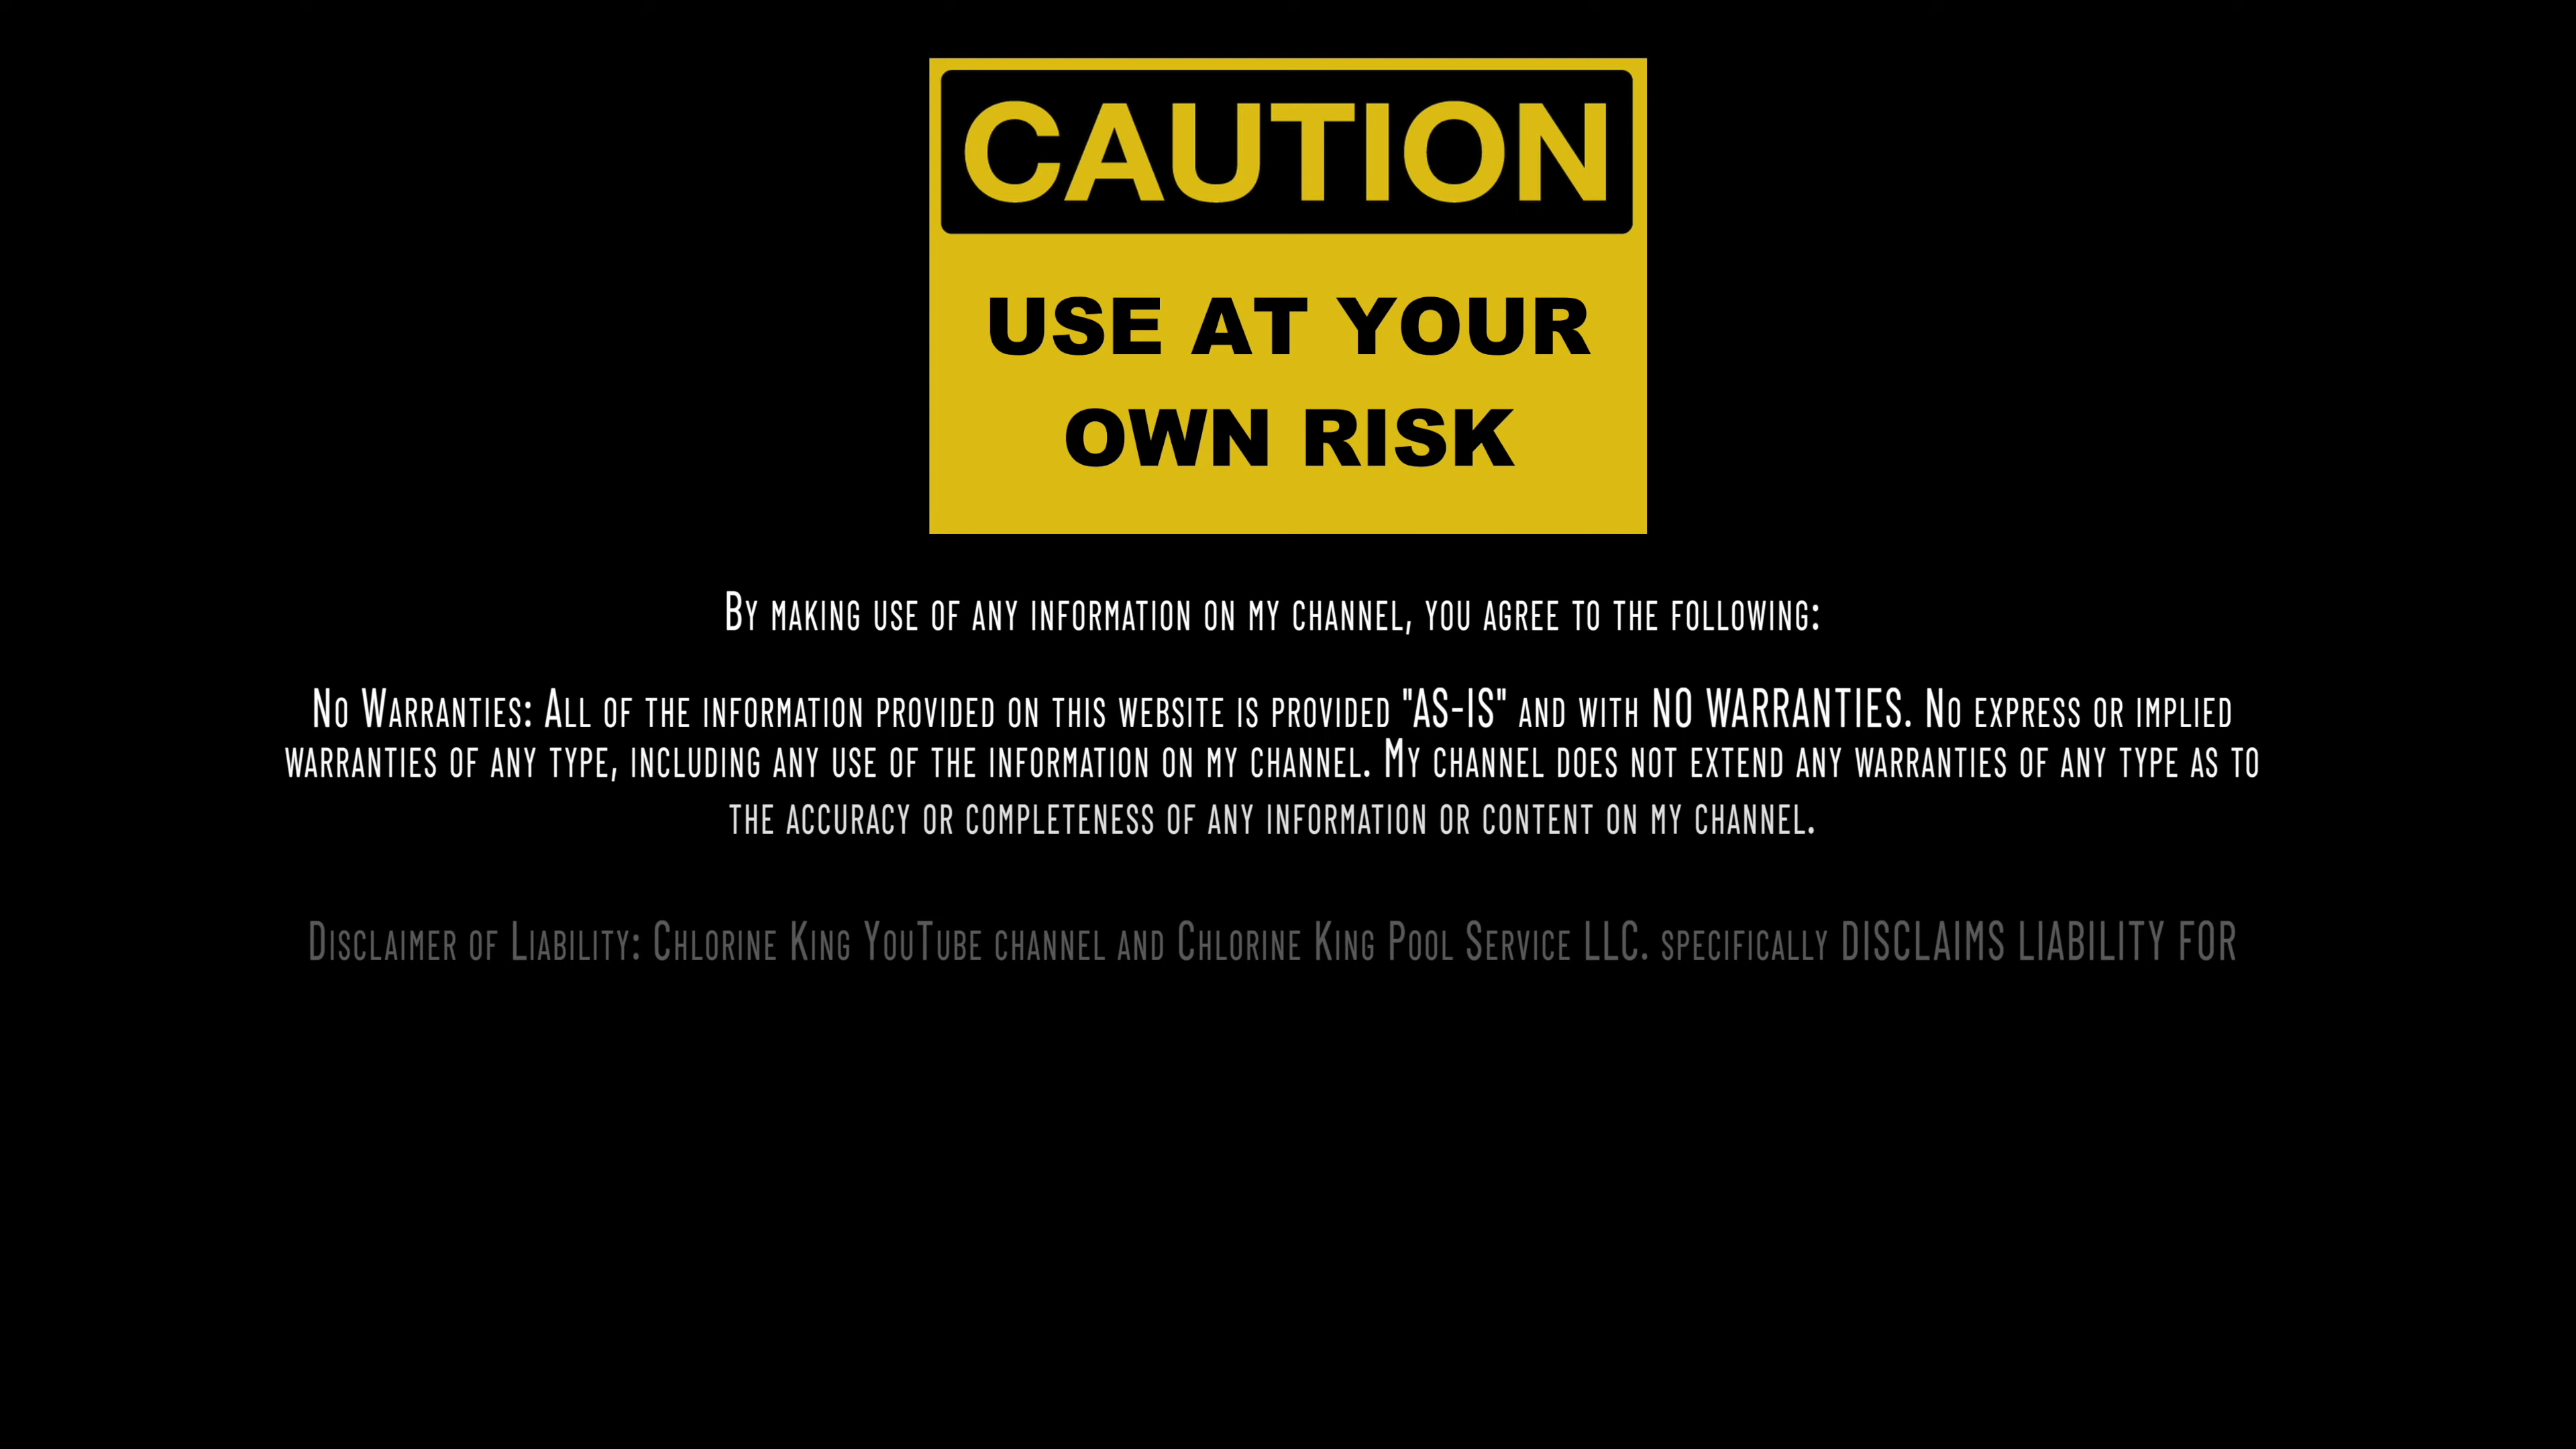 CAUTION
USE AT YOUR
OWN RISK
By making use of any information on my channel, you agree to the following:
No Warranties: All of the information provided on this website is provided "AS-IS" and with NO WARRANTIES. No express or implied
warranties of any type, including any use of the information on my channel. My channel does not extend any warranties of any type as to
the accuracy or completeness of any information or content on my channel.
Disclaimer of Liability: Chlorine King YouTube channel and Chlorine King Pool Service LLC. specifically DISCLAIMS LIABILITY FOR